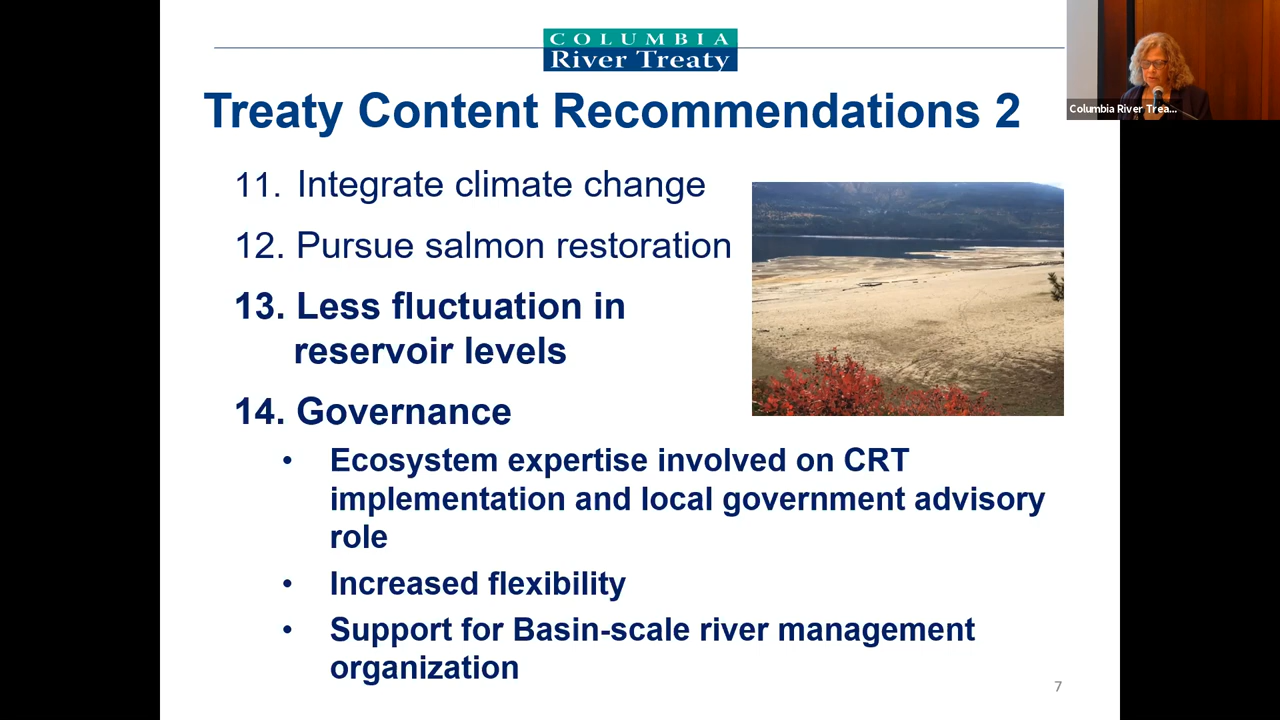 COLUMBIA
River Treaty
Columbia River Trea...
Treaty Content Recommendations 2
11. Integrate climate change
12. Pursue salmon restoration
13. Less fluctuation in
reservoir levels
14. Governance
• Ecosystem expertise involved on CRT
implementation and local government advisory
role
• Increased flexibility
• Support for Basin-scale river management
organization
7